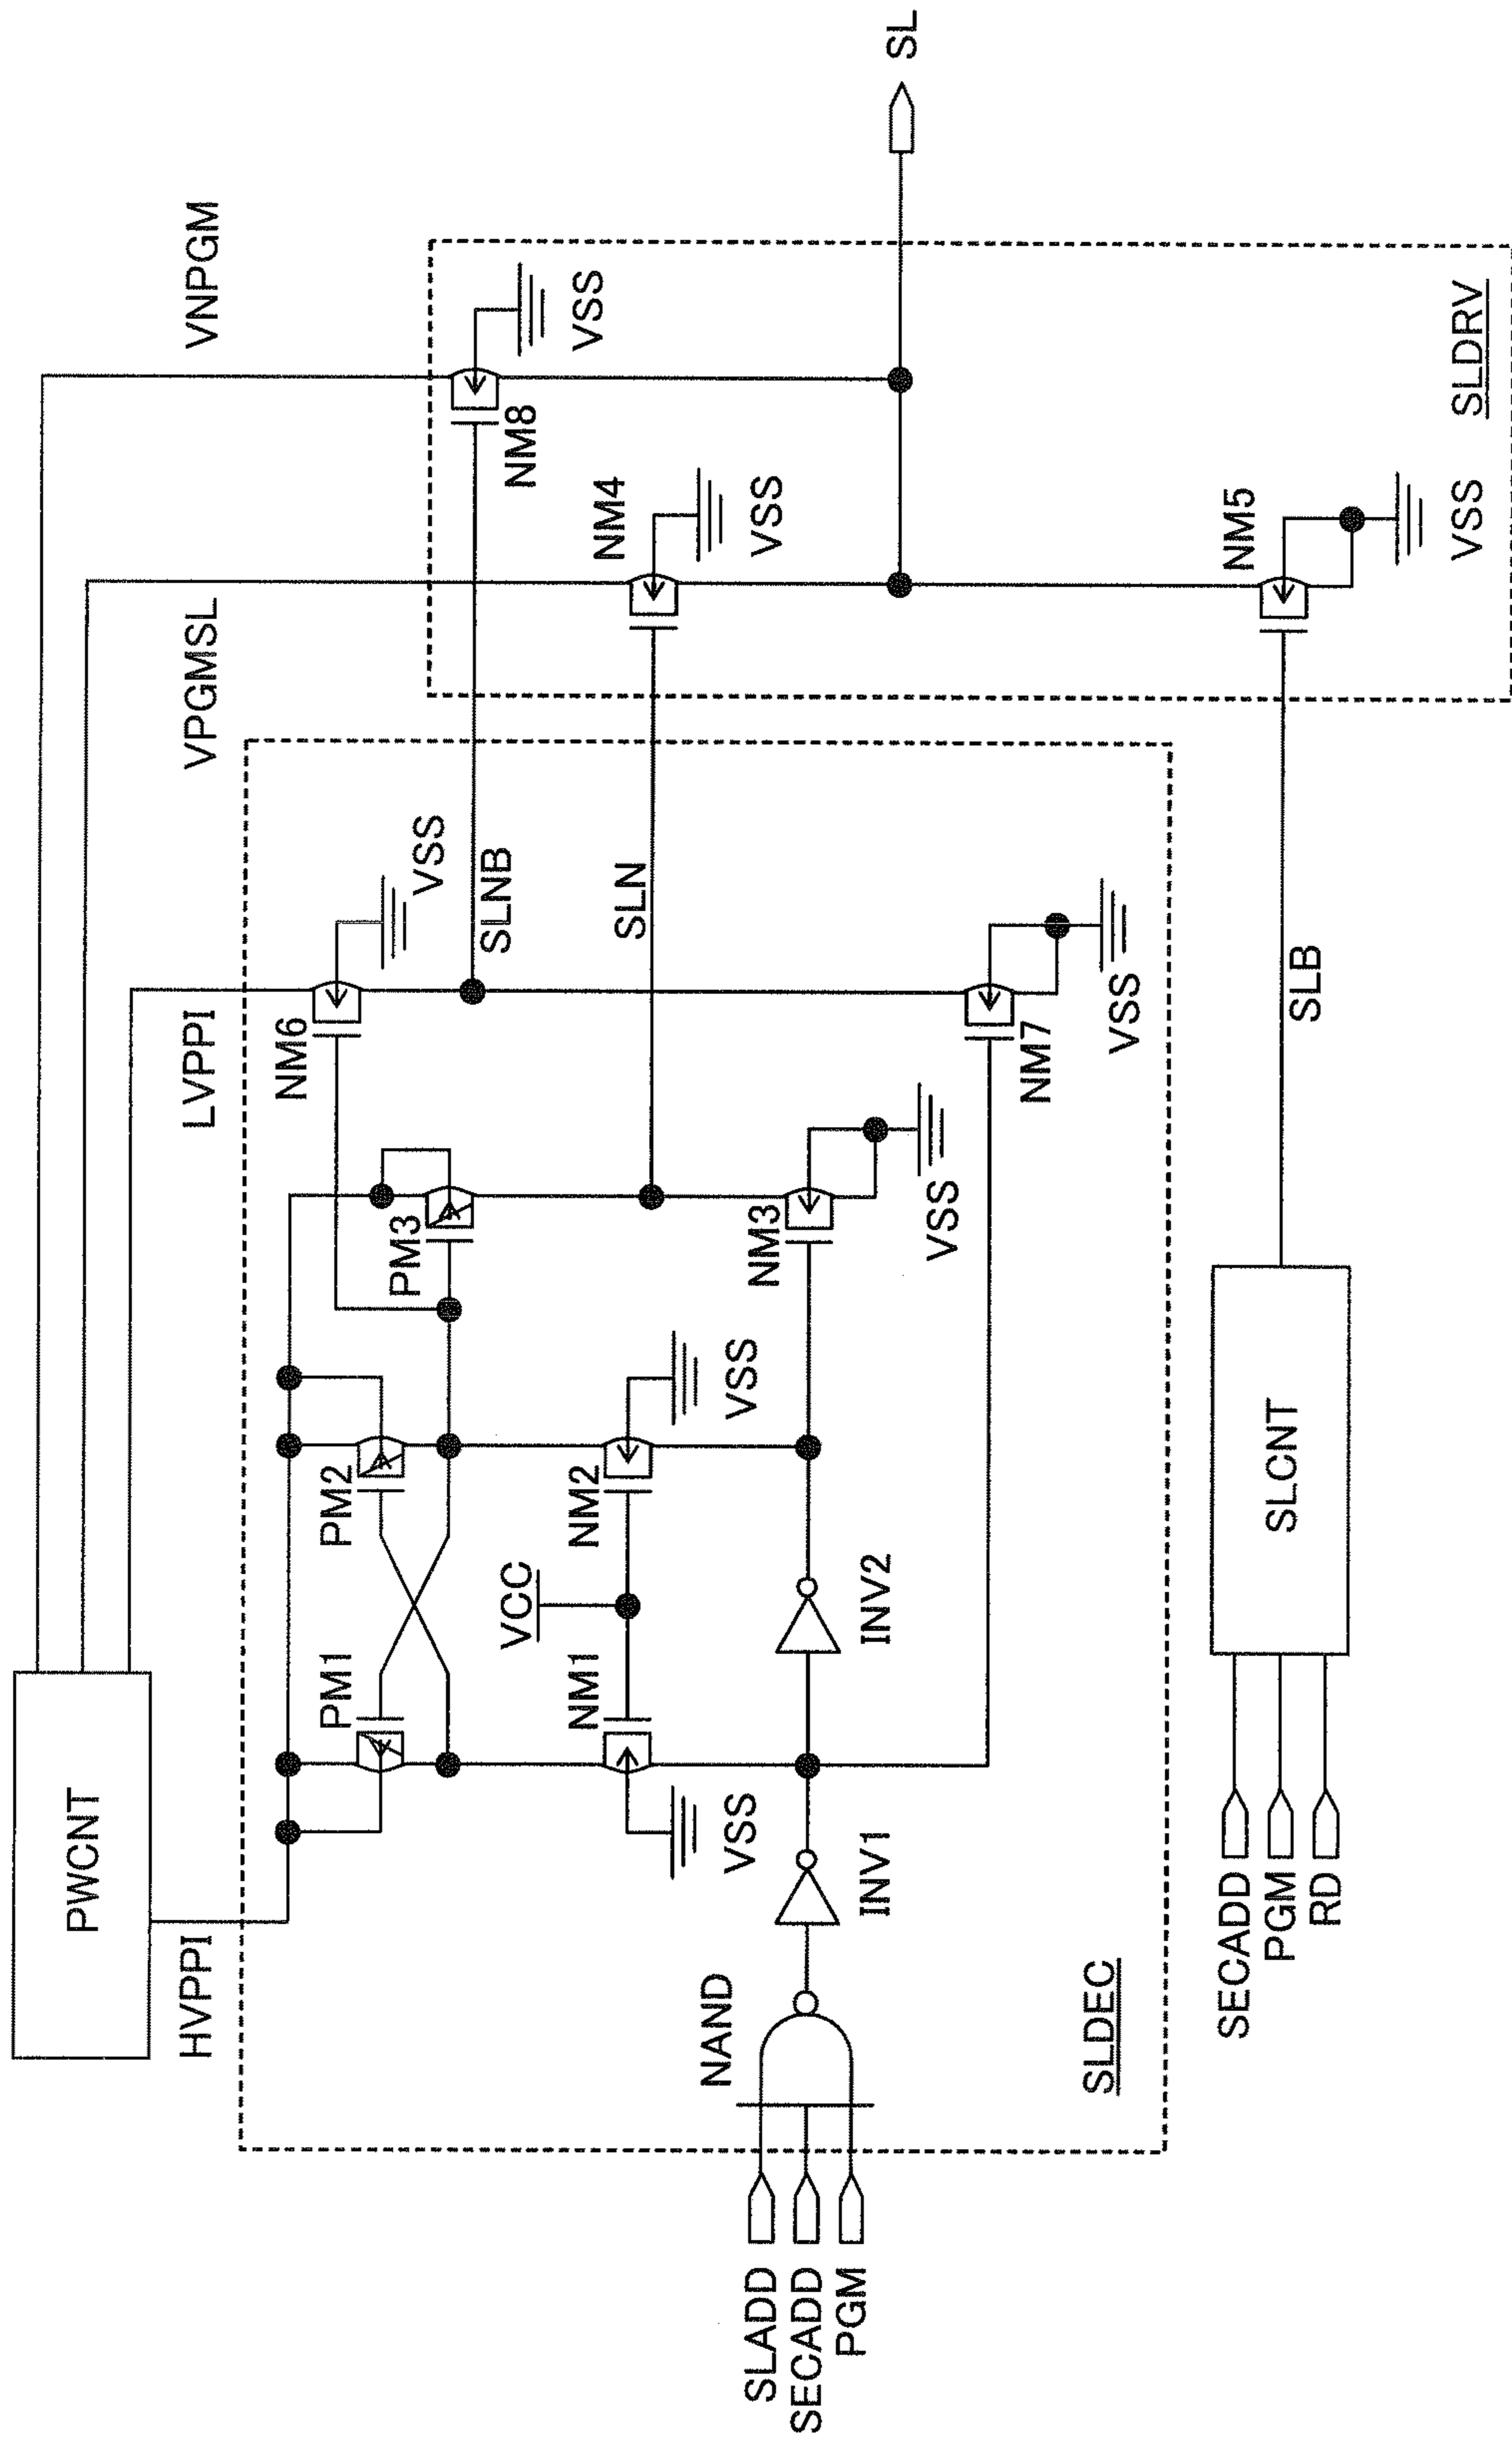 PWCNT
HVPPI
LVPPI
VPGMSL
VNPGM
PM1
PM2
PM3
NM6
VSS
SLNB
SLN
NM8
VSS
NM4
VSS
SL
VCC
NM1
NM2
VSS
VSS
NM3
VSS
NM7
VSS
NAND
INV1
INV2
SLADD
SECADD
PGM
SLDEC
SLB
NM5
VSS
SLDRV
SLCNT
SECADD
PGM
RD